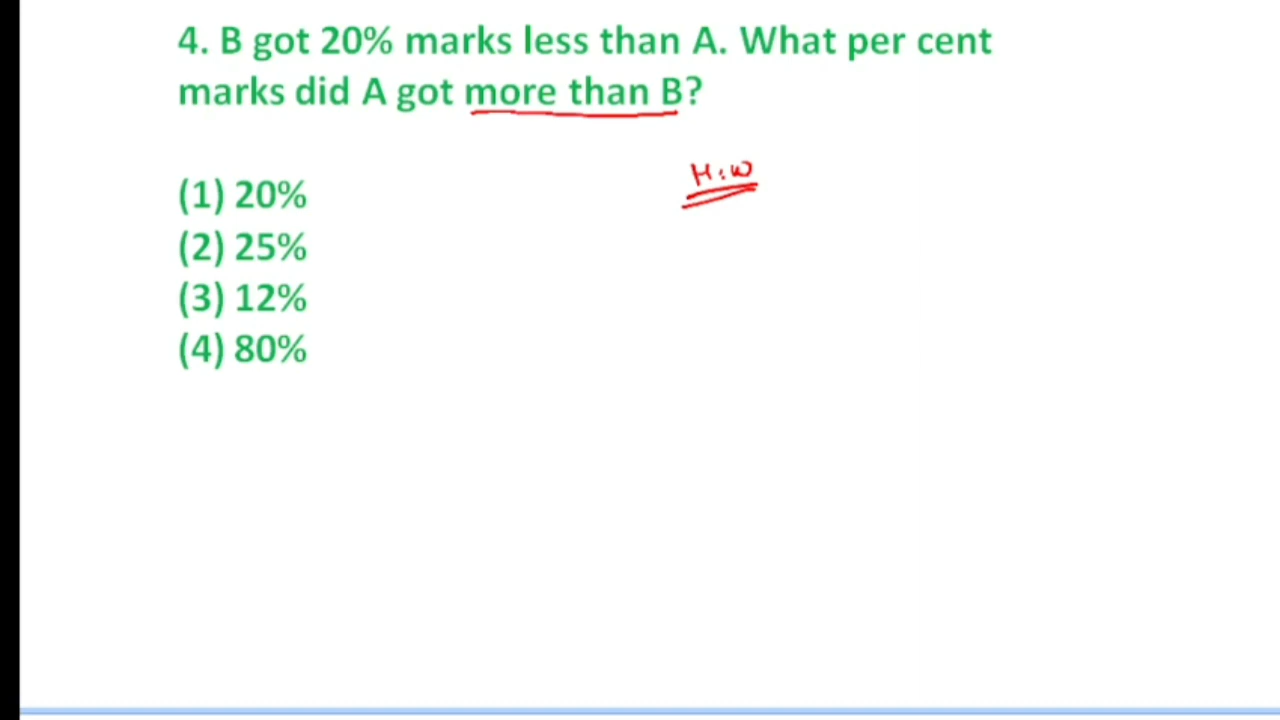 4. B got 20% marks less than A. What per cent
marks did A got more than B?
H:W
(1) 20%
(2) 25%
(3) 12%
(4) 80%